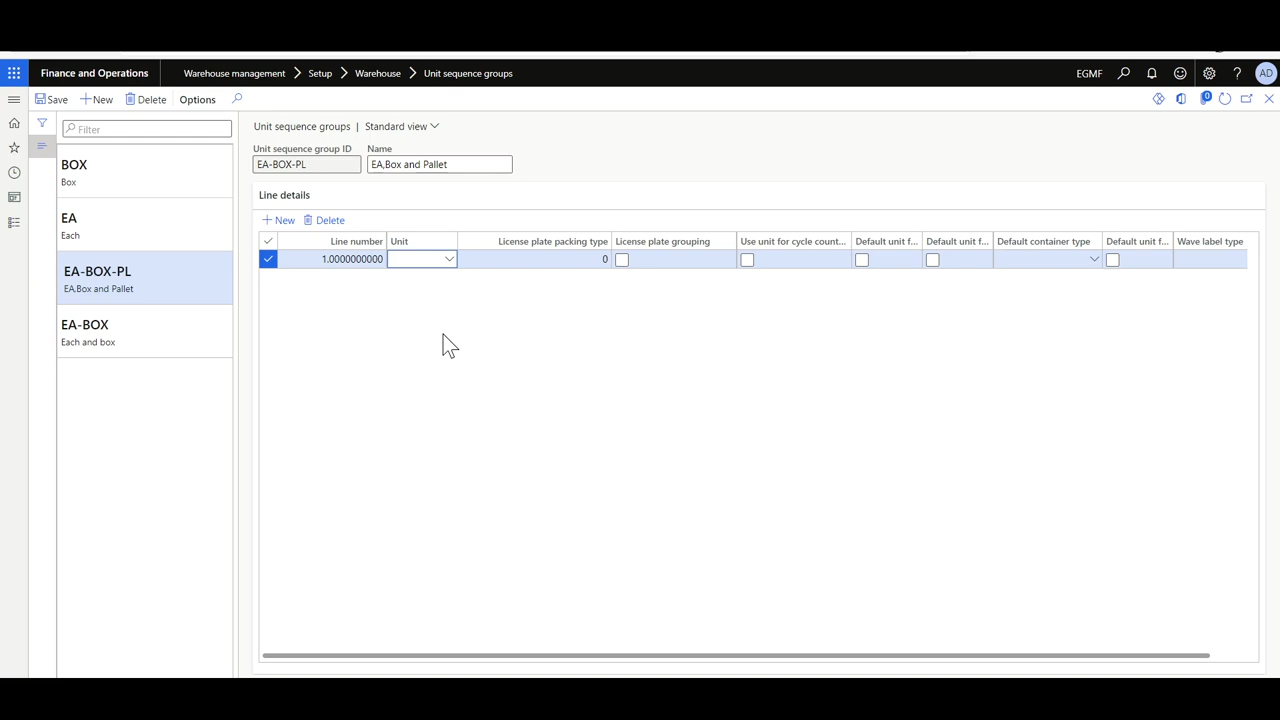 Finance and Operations
Warehouse management > Setup > Warehouse > Unit sequence groups
EGMF
?
AD
Save
+ New
Delete
Options
0
Filter
BOX
Box
EA
Each
EA-BOX-PL
EA,Box and Pallet
EA-BOX
Each and box
Unit sequence groups | Standard view
Unit sequence group ID
Name
EA-BOX-PL
EA,Box and Pallet
Line details
+ New
Delete
Line number
Unit
License plate packing type
License plate grouping
Use unit for cycle count...
Default unit f...
Default unit f...
Default container type
Default unit f...
Wave label type
1.0000000000
0